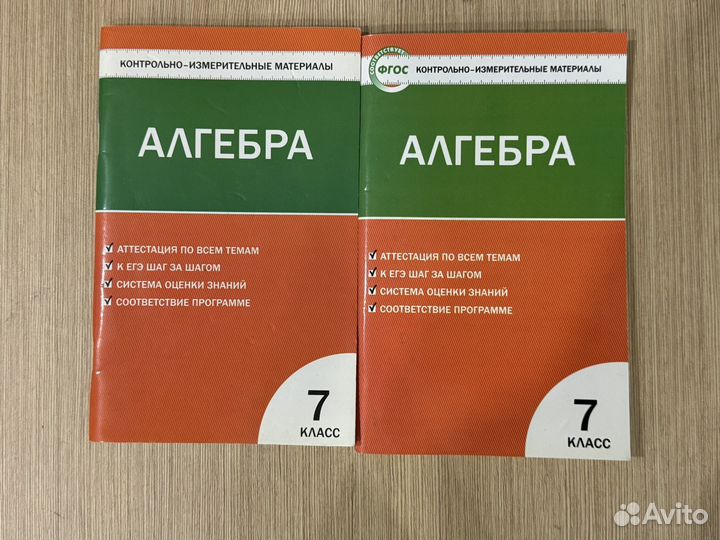 КОНТРОЛЬНО-ИЗМЕРИТЕЛЬНЫЕ МАТЕРИАЛЫ
АЛГЕБРА
АТТЕСТАЦИЯ ПО ВСЕМ ТЕМАМ
К ЕГЭ ШАГ ЗА ШАГОМ
СИСТЕМА ОЦЕНКИ ЗНАНИЙ
СООТВЕТСТВИЕ ПРОГРАММЕ
7
КЛАСС
СООТВЕТСТВУЕТ
ФГОС
КОНТРОЛЬНО-ИЗМЕРИТЕЛЬНЫЕ МАТЕРИАЛЫ
АЛГЕБРА
АТТЕСТАЦИЯ ПО ВСЕМ ТЕМАМ
К ЕГЭ ШАГ ЗА ШАГОМ
СИСТЕМА ОЦЕНКИ ЗНАНИЙ
СООТВЕТСТВИЕ ПРОГРАММЕ
7
КЛАСС
Avito